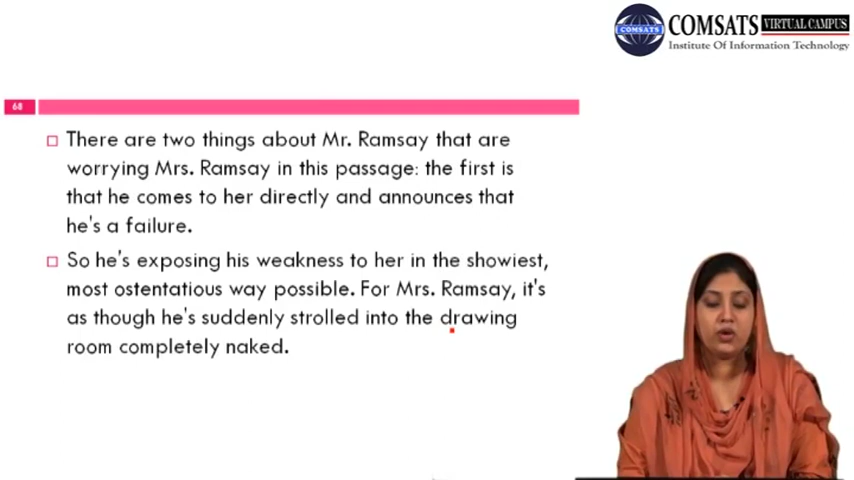 COMSATS VIRTUAL CAMPUS
COMSATS
Institute Of Information Technology
68
There are two things about Mr. Ramsay that are
worrying Mrs. Ramsay in this passage: the first is
that he comes to her directly and announces that
he's a failure.
So he's exposing his weakness to her in the showiest,
most ostentatious way possible. For Mrs. Ramsay, it's
as though he's suddenly strolled into the drawing
room completely naked.